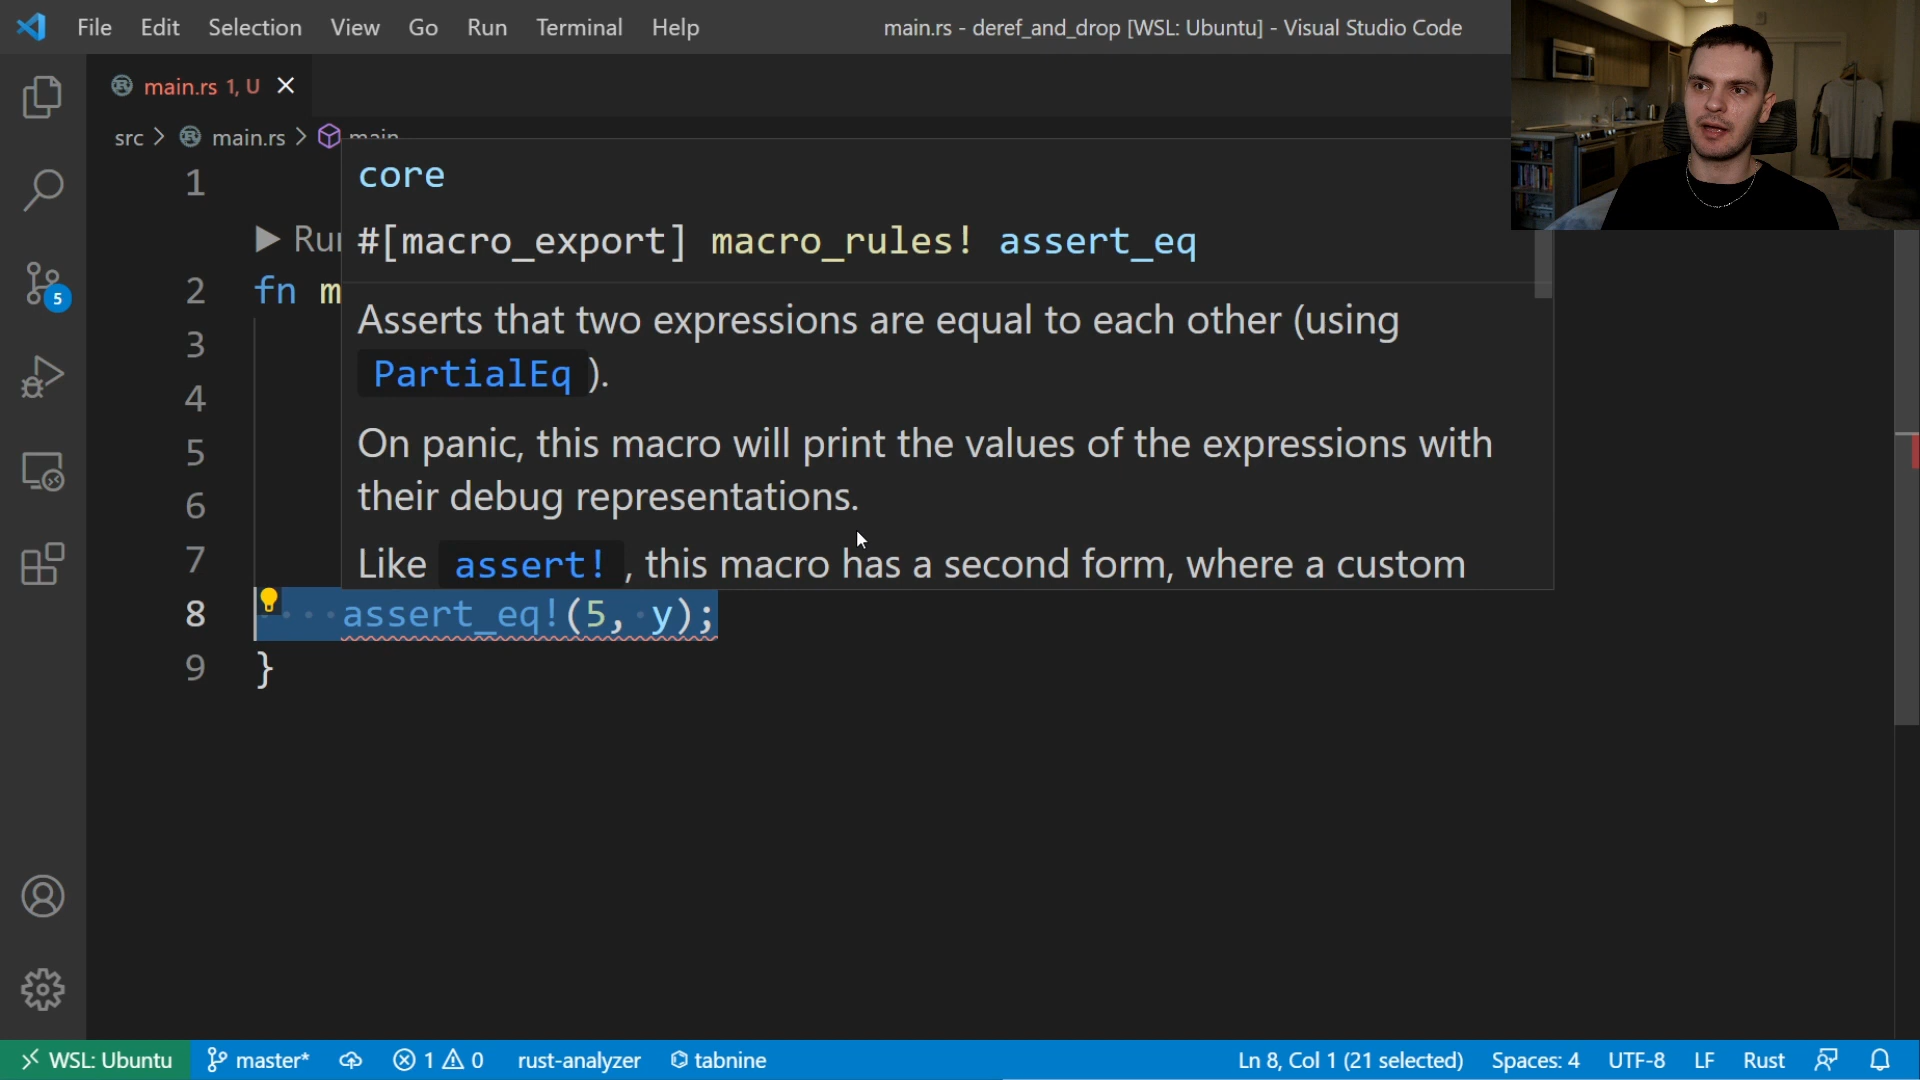 File Edit Selection View Go Run Terminal Help main.rs - deref_and_drop [WSL: Ubuntu] - Visual Studio Code
main.rs 1, U
src > main.rs > main
1
core
Run
#[macro_export] macro_rules! assert_eq
2 fn m
Asserts that two expressions are equal to each other (using
3
PartialEq ).
4
On panic, this macro will print the values of the expressions with
5
their debug representations.
6
Like assert! , this macro has a second form, where a custom
7
8 assert_eq!(5, y);
9 }
5
WSL: Ubuntu master* 1 0 rust-analyzer tabnine Ln 8, Col 1 (21 selected) Spaces: 4 UTF-8 LF Rust